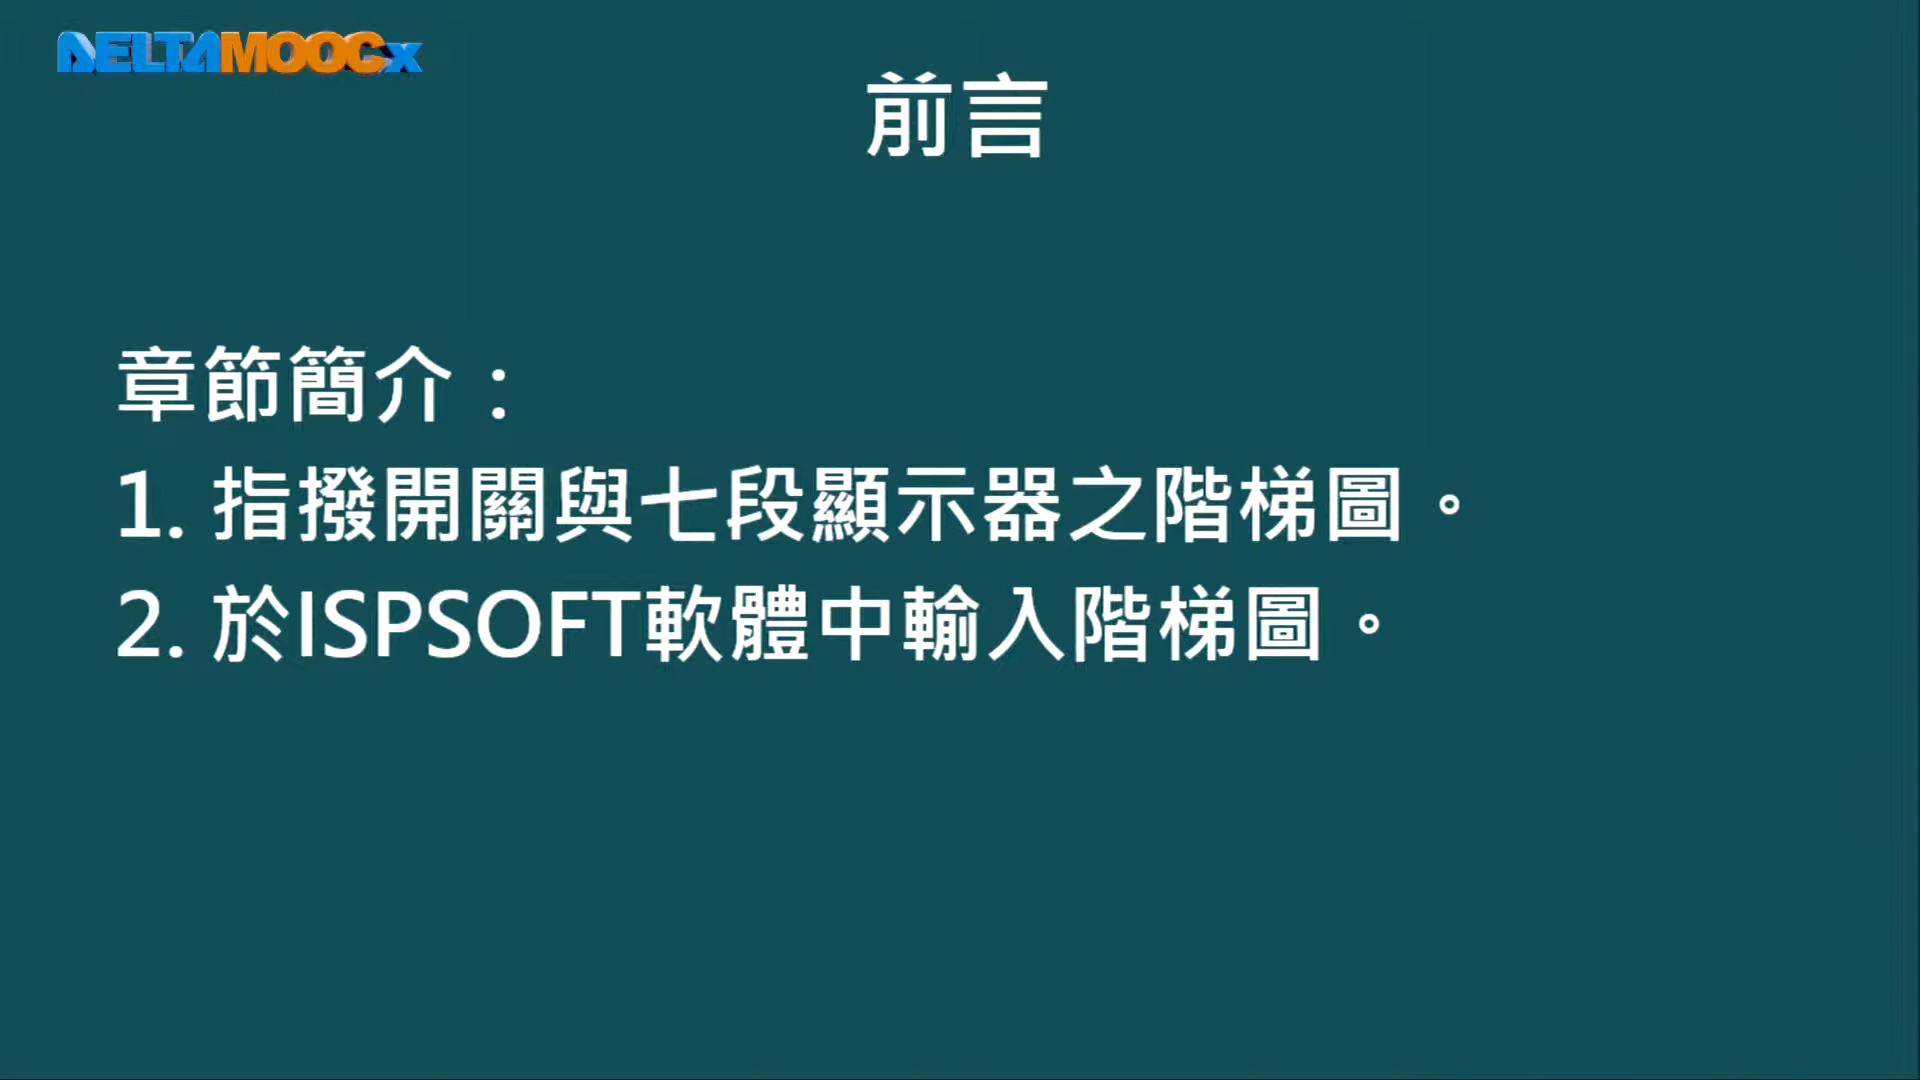 DELTAMOOCx
前言
章節簡介：
1. 指撥開關與七段顯示器之階梯圖。
2. 於ISPSOFT軟體中輸入階梯圖。